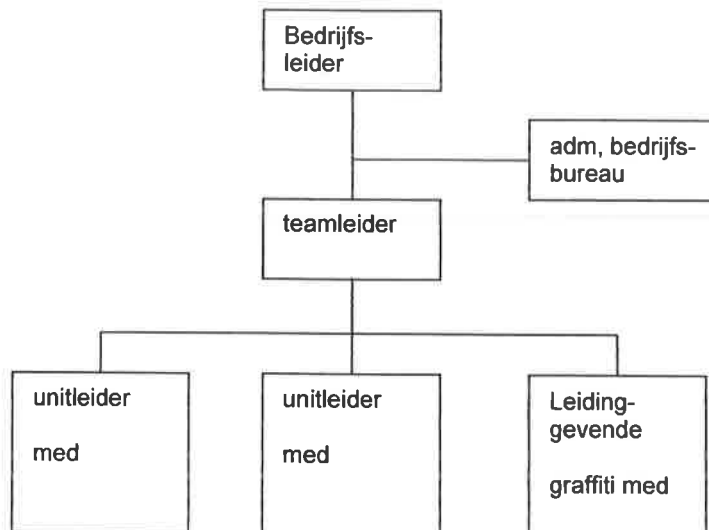 Bedrijfs-
leider
adm, bedrijfs-
bureau
teamleider
unitleider
med
unitleider
med
Leiding-
gevende
graffiti med